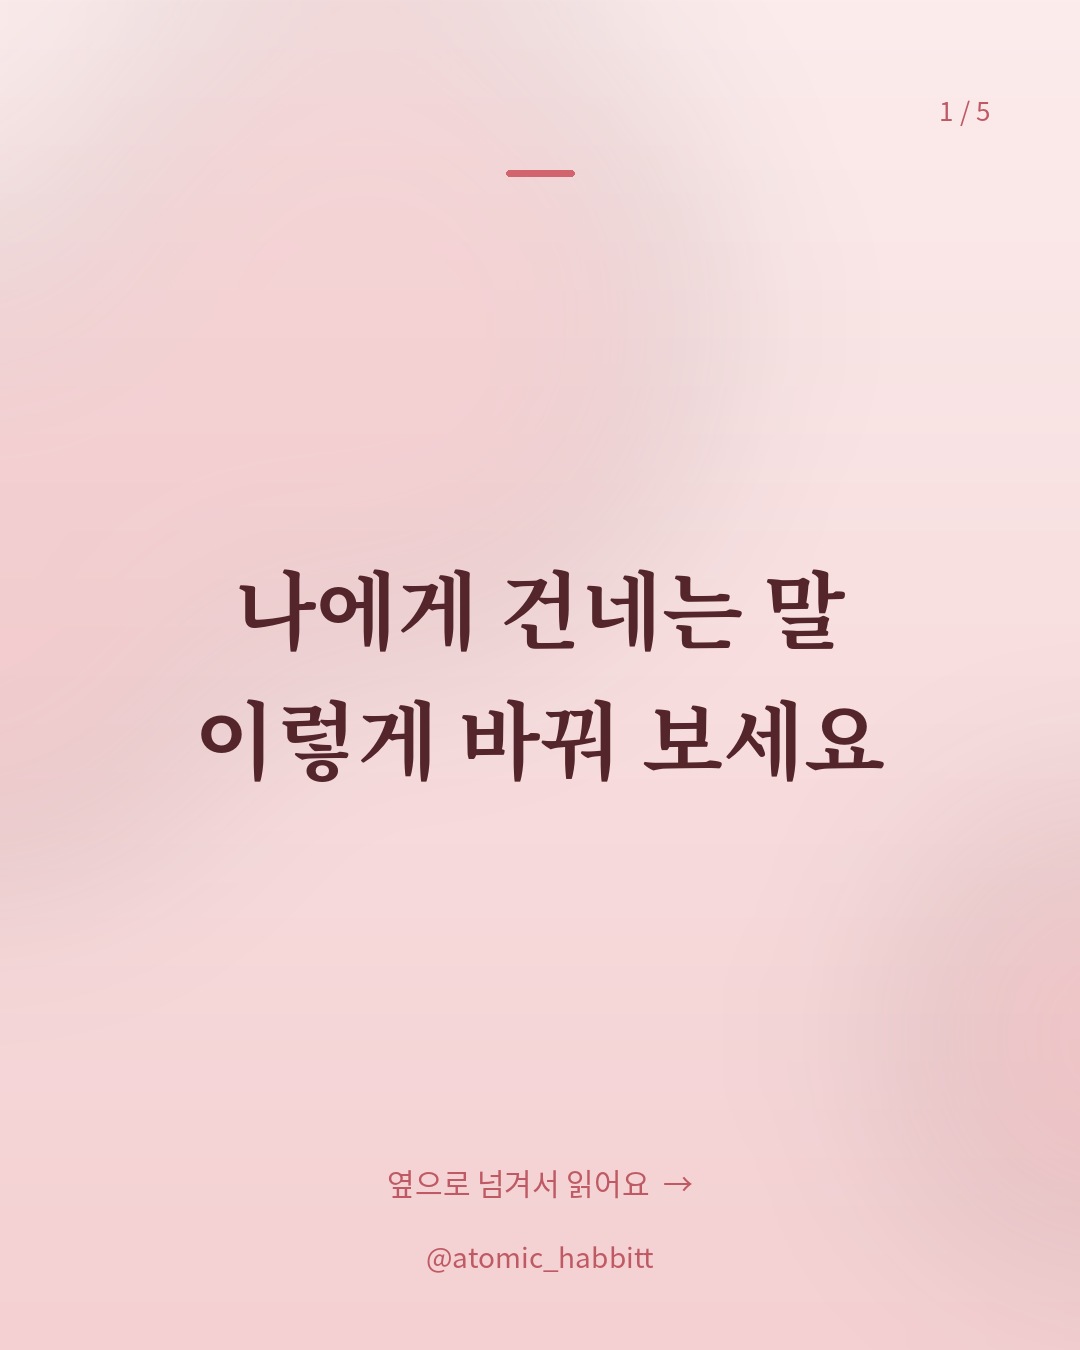 1 / 5
나에게 건네는 말
이렇게 바꿔 보세요
옆으로 넘겨서 읽어요 →
@atomic_habbitt